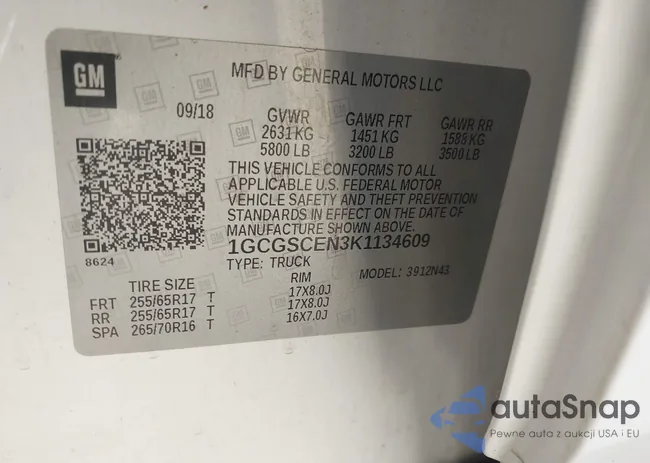 GM
MFD BY GENERAL MOTORS LLC
09/18 GVWR GAWR FRT GAWR RR
2631 KG 1451 KG 1588 KG
5800 LB 3200 LB 3500 LB
THIS VEHICLE CONFORMS TO ALL
APPLICABLE U.S. FEDERAL MOTOR
VEHICLE SAFETY AND THEFT PREVENTION
STANDARDS IN EFFECT ON THE DATE OF
MANUFACTURE SHOWN ABOVE.
8624 1GCGSCEN3K1134609
TYPE: TRUCK MODEL: 3912N43
TIRE SIZE RIM
FRT 255/65R17 T 17X8.0J
RR 255/65R17 T 17X8.0J
SPA 265/70R16 T 16X7.0J
autaSnap
Pewne auta z aukcji USA i EU